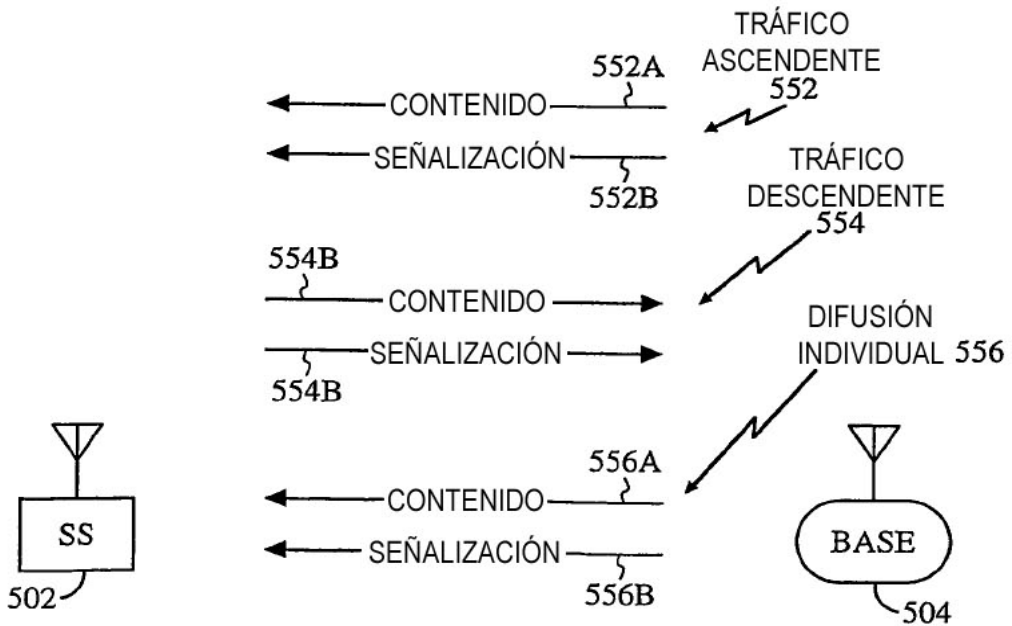 TRÁFICO
ASCENDENTE
552
552A
CONTENIDO
SEÑALIZACIÓN
552B
TRÁFICO
DESCENDENTE
554
554B
CONTENIDO
SEÑALIZACIÓN
554B
DIFUSIÓN
INDIVIDUAL 556
556A
CONTENIDO
SEÑALIZACIÓN
556B
SS
502
BASE
504